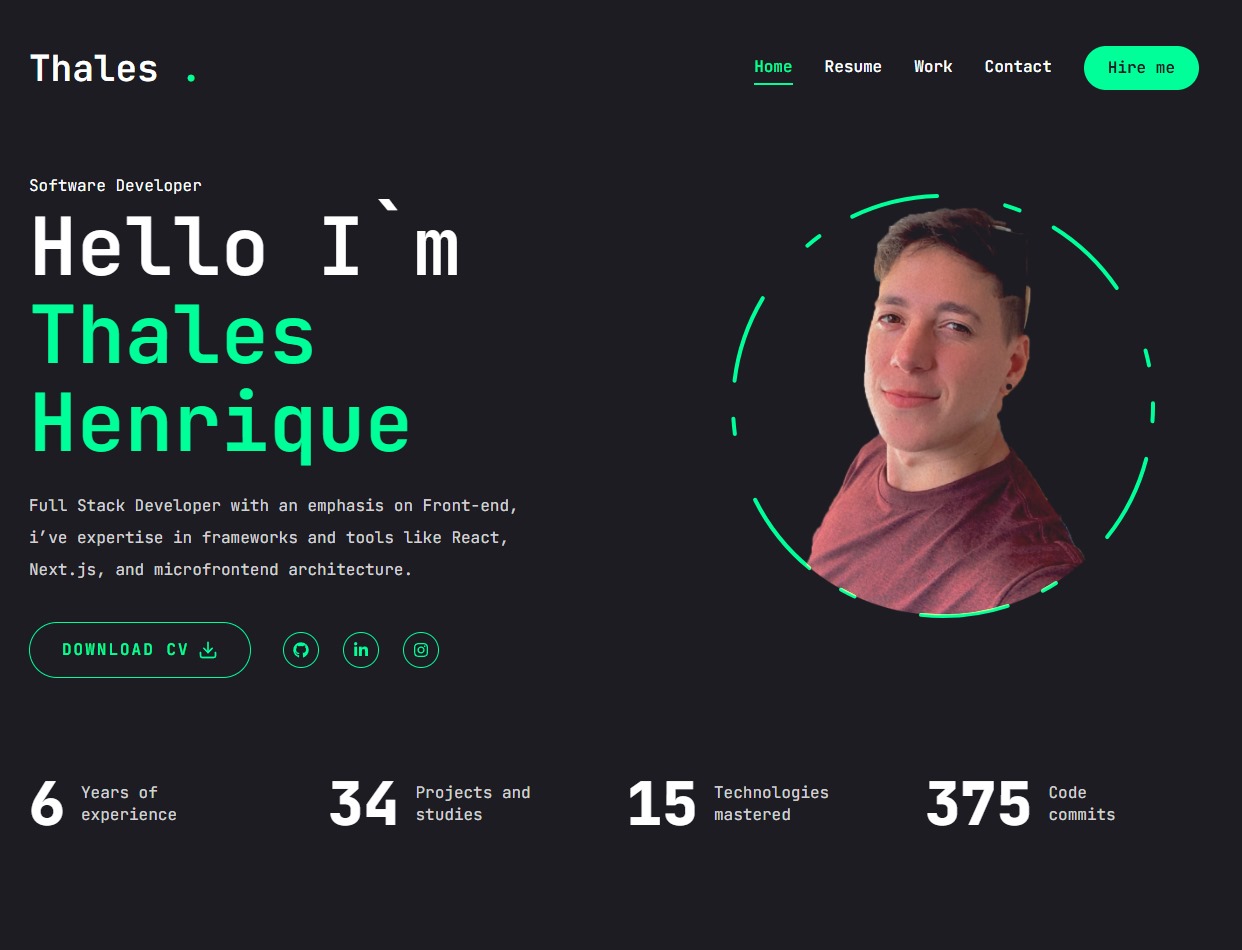 Thales .
Home Resume Work Contact Hire me
Software Developer
Hello I`m
Thales
Henrique
Full Stack Developer with an emphasis on Front-end,
i’ve expertise in frameworks and tools like React,
Next.js, and microfrontend architecture.
DOWNLOAD CV
in
6 Years of
experience
34 Projects and
studies
15 Technologies
mastered
375 Code
commits